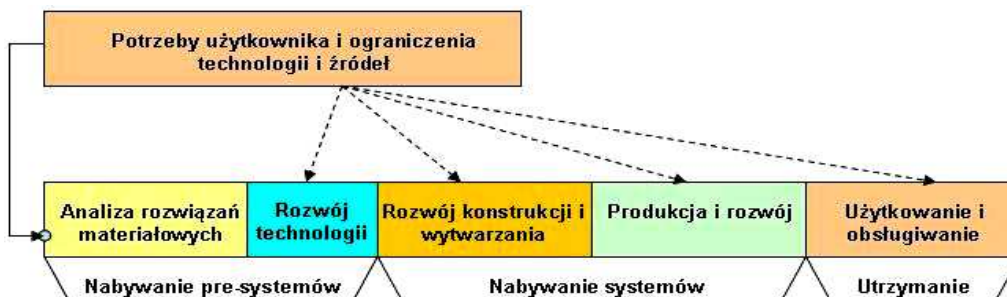 Potrzeby użytkownika i ograniczenia
technologii i źródeł
Analiza rozwiązań
materiałowych
Rozwój
technologii
Rozwój konstrukcji i
wytwarzania
Produkcja i rozwój
Użytkowanie i
obsługiwanie
Nabywanie pre-systemów
Nabywanie systemów
Utrzymanie